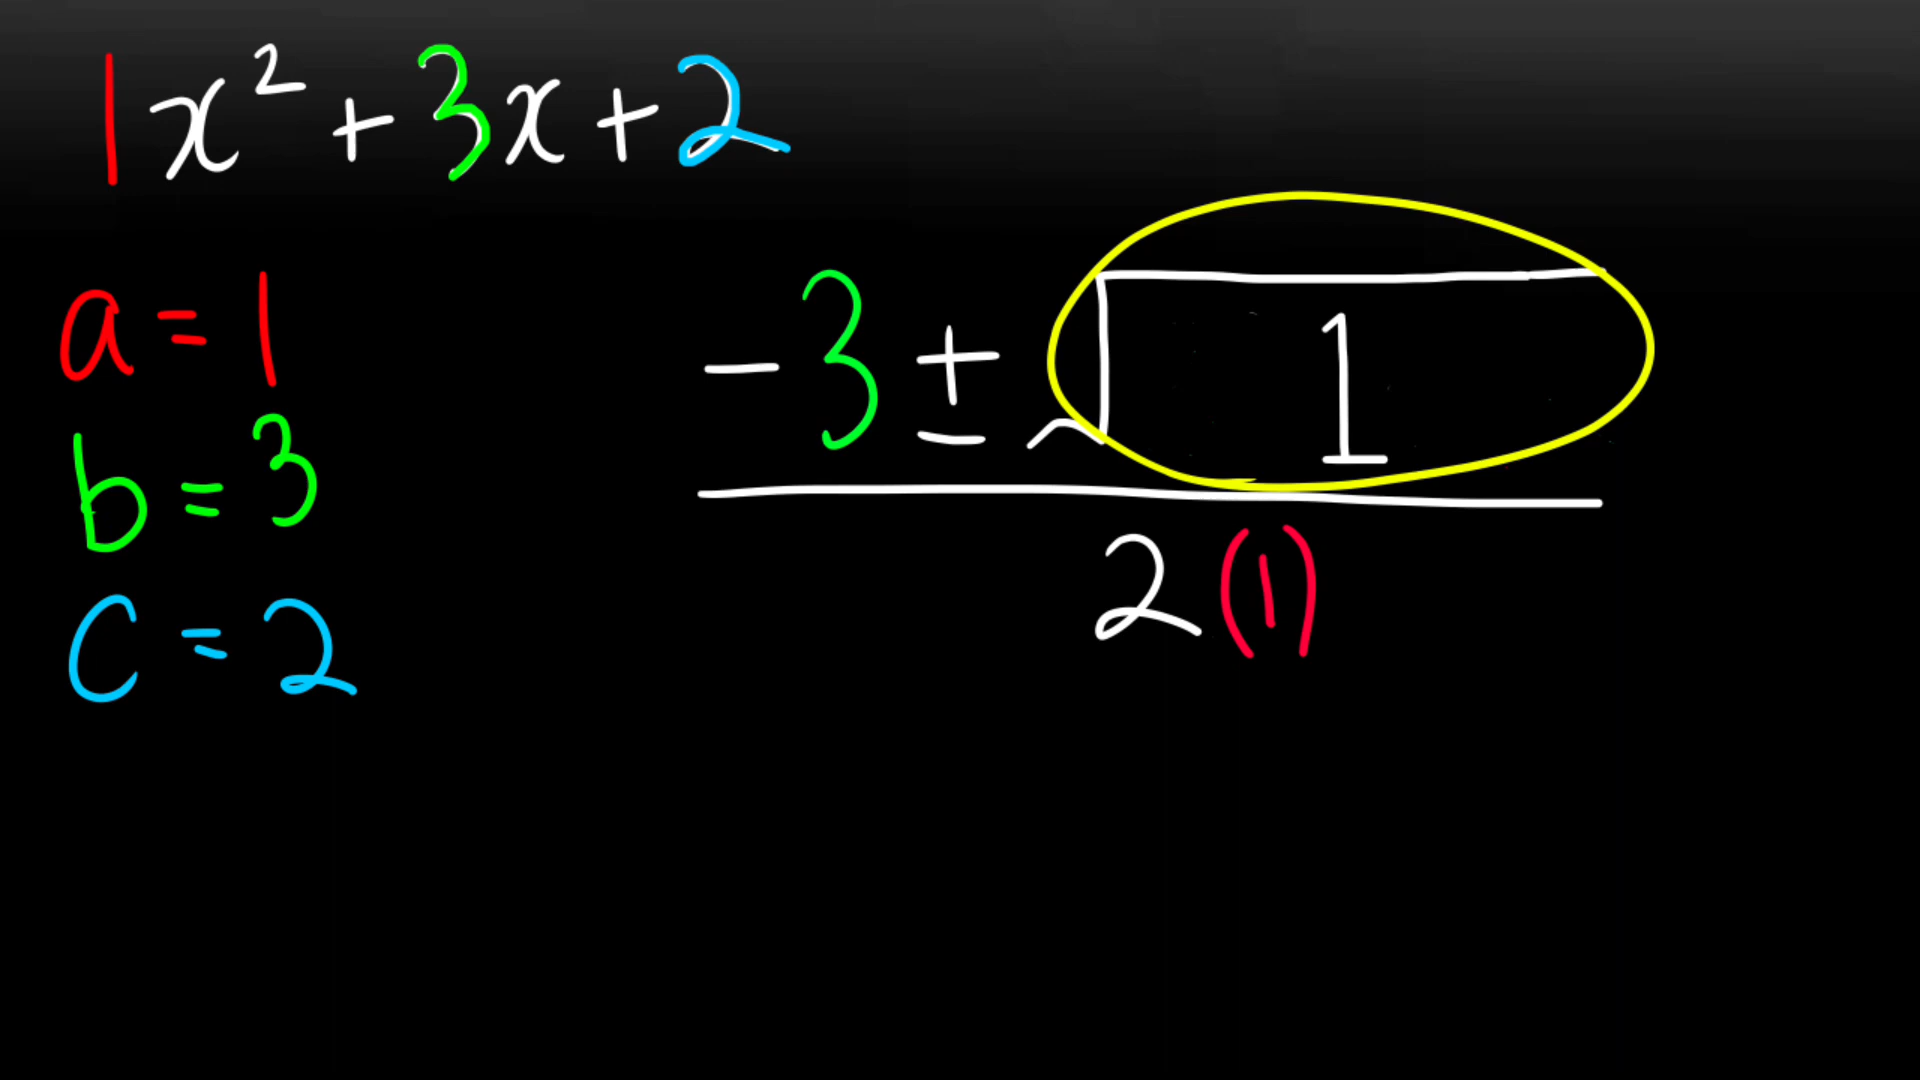 1x² + 3x + 2
a = 1
b = 3
c = 2
-3 ± √1
2(1)